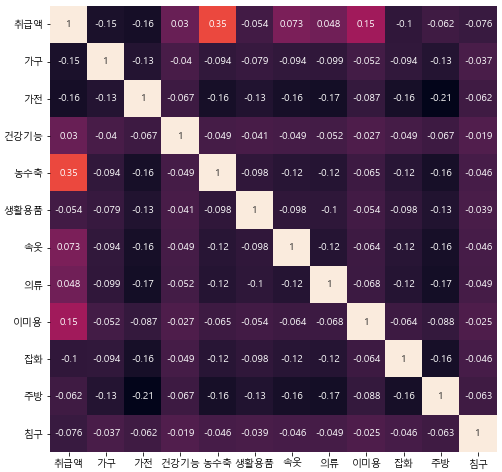 취급액 1 -0.15 -0.16 0.03 0.35 -0.054 0.073 0.048 0.15 -0.1 -0.062 -0.076
가구 -0.15 1 -0.13 -0.04 -0.094 -0.079 -0.094 -0.099 -0.052 -0.094 -0.13 -0.037
가전 -0.16 -0.13 1 -0.067 -0.16 -0.13 -0.16 -0.17 -0.087 -0.16 -0.21 -0.062
건강기능 0.03 -0.04 -0.067 1 -0.049 -0.041 -0.049 -0.052 -0.027 -0.049 -0.067 -0.019
농수축 0.35 -0.094 -0.16 -0.049 1 -0.098 -0.12 -0.12 -0.065 -0.12 -0.16 -0.046
생활용품 -0.054 -0.079 -0.13 -0.041 -0.098 1 -0.098 -0.1 -0.054 -0.098 -0.13 -0.039
속옷 0.073 -0.094 -0.16 -0.049 -0.12 -0.098 1 -0.12 -0.064 -0.12 -0.16 -0.046
의류 0.048 -0.099 -0.17 -0.052 -0.12 -0.1 -0.12 1 -0.068 -0.12 -0.17 -0.049
이미용 0.15 -0.052 -0.087 -0.027 -0.065 -0.054 -0.064 -0.068 1 -0.064 -0.088 -0.025
잡화 -0.1 -0.094 -0.16 -0.049 -0.12 -0.098 -0.12 -0.12 -0.064 1 -0.16 -0.046
주방 -0.062 -0.13 -0.21 -0.067 -0.16 -0.13 -0.16 -0.17 -0.088 -0.16 1 -0.063
침구 -0.076 -0.037 -0.062 -0.019 -0.046 -0.039 -0.046 -0.049 -0.025 -0.046 -0.063 1
취급액 가구 가전 건강기능 농수축 생활용품 속옷 의류 이미용 잡화 주방 침구